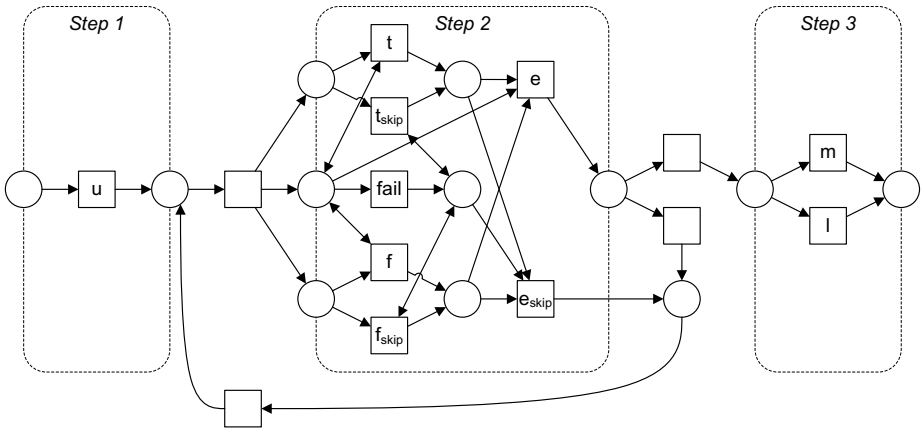 Step 1
Step 2
Step 3
t
e
tskip
u
fail
m
l
f
eskip
fskip